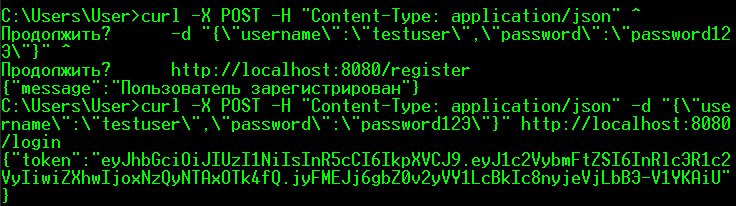 C:\Users\User>curl -X POST -H "Content-Type: application/json" ^
Продолжить?      -d "{\"username\":\"testuser\",\"password\":\"password12
3\"}" ^
Продолжить?      http://localhost:8080/register
{"message":"Пользователь зарегистрирован"}
C:\Users\User>curl -X POST -H "Content-Type: application/json" -d "{\"use
rname\":\"testuser\",\"password\":\"password123\"}" http://localhost:8080
/login
{"token":"eyJhbGciOiJIUzI1NiIsInR5cCI6IkpXVCJ9.eyJ1c2VybmFtZSI6InRlc3R1c2
VyIiwiZXhwIjoxNzQyNTAxOTk4fQ.jyFMEJj6gbZ0v2yVY1LcBkIc8nyjeVjLbB3-V1YKAiU"
}